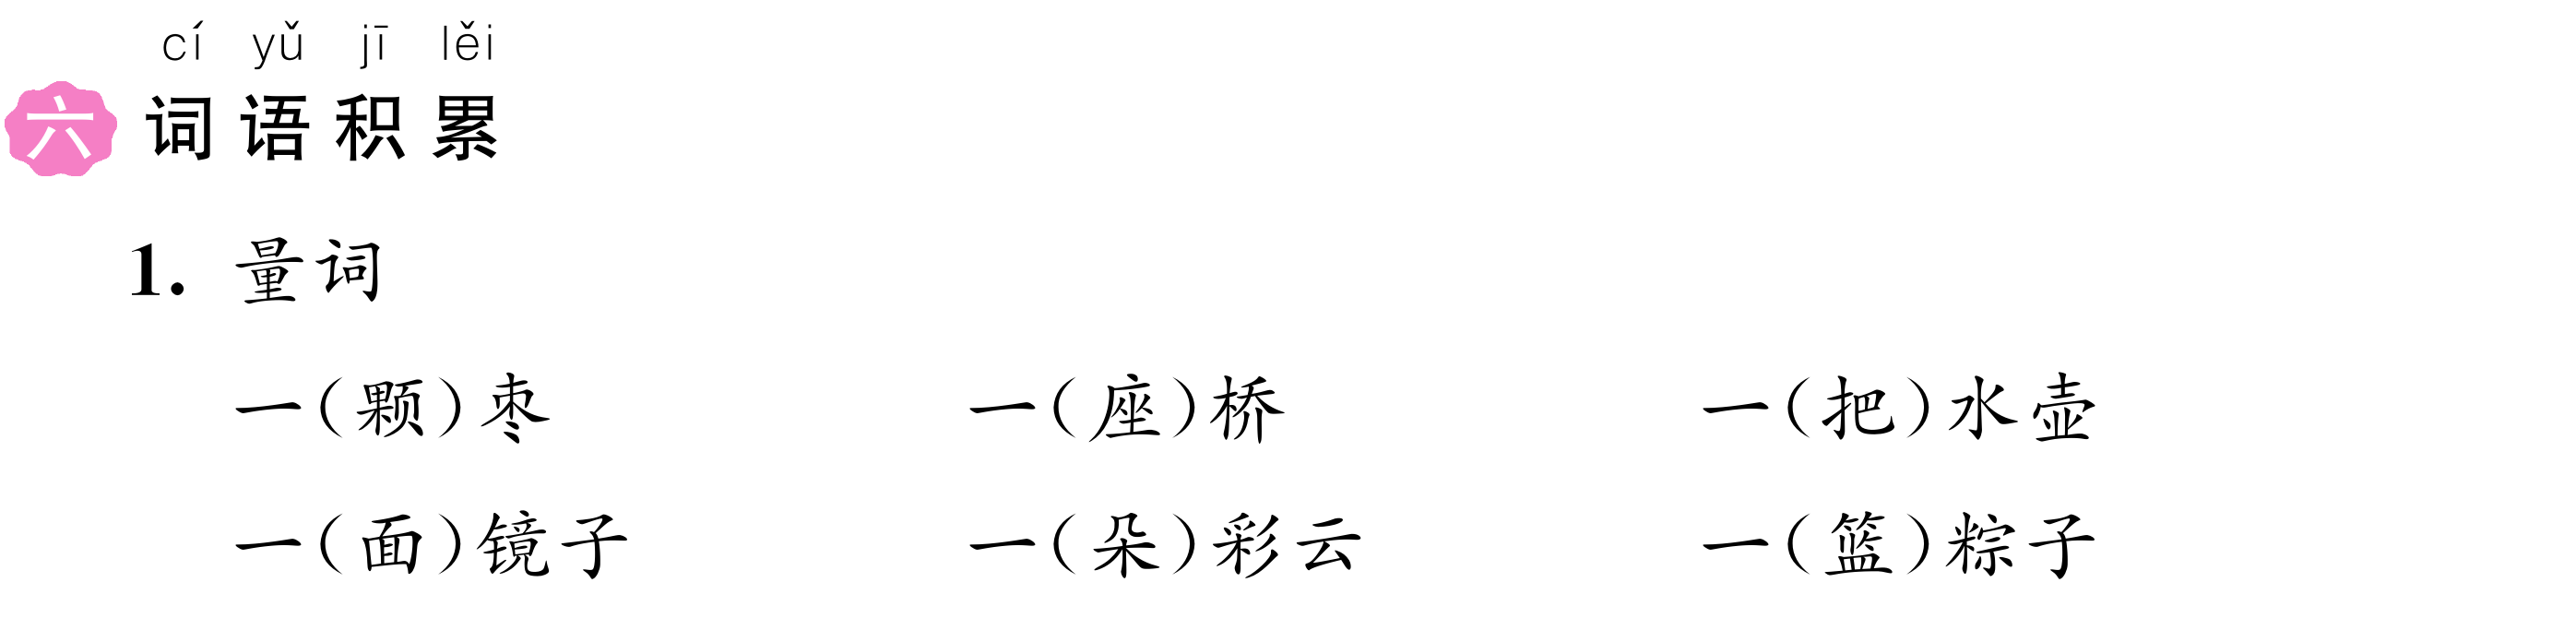 cí yǔ jī lěi
六 词语积累
1. 量词
一(颗)枣 一(座)桥 一(把)水壶
一(面)镜子 一(朵)彩云 一(篮)粽子